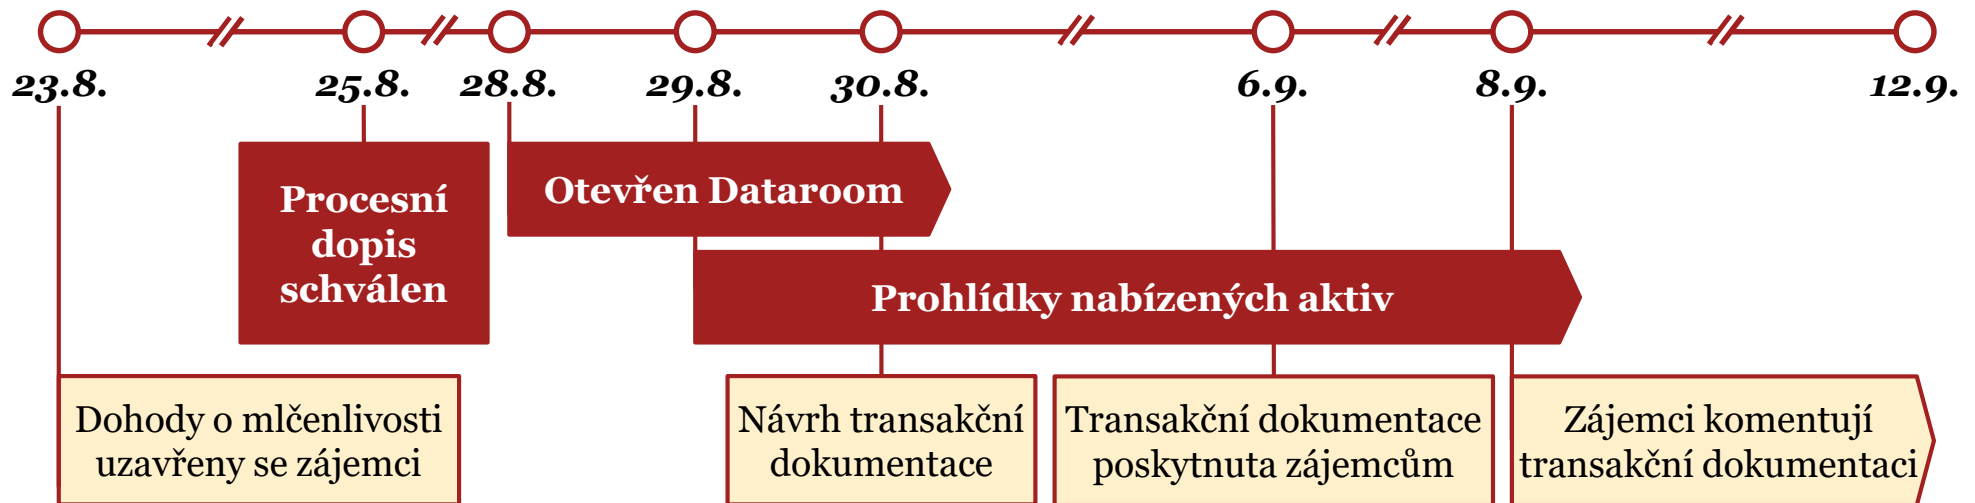 23.8.
25.8.
28.8.
29.8.
30.8.
6.9.
8.9.
12.9.
Procesní
dopis
schválen
Otevřen Dataroom
Prohlídky nabízených aktiv
Dohody o mlčenlivosti
uzavřeny se zájemci
Návrh transakční
dokumentace
Transakční dokumentace
poskytnuta zájemcům
Zájemci komentují
transakční dokumentaci